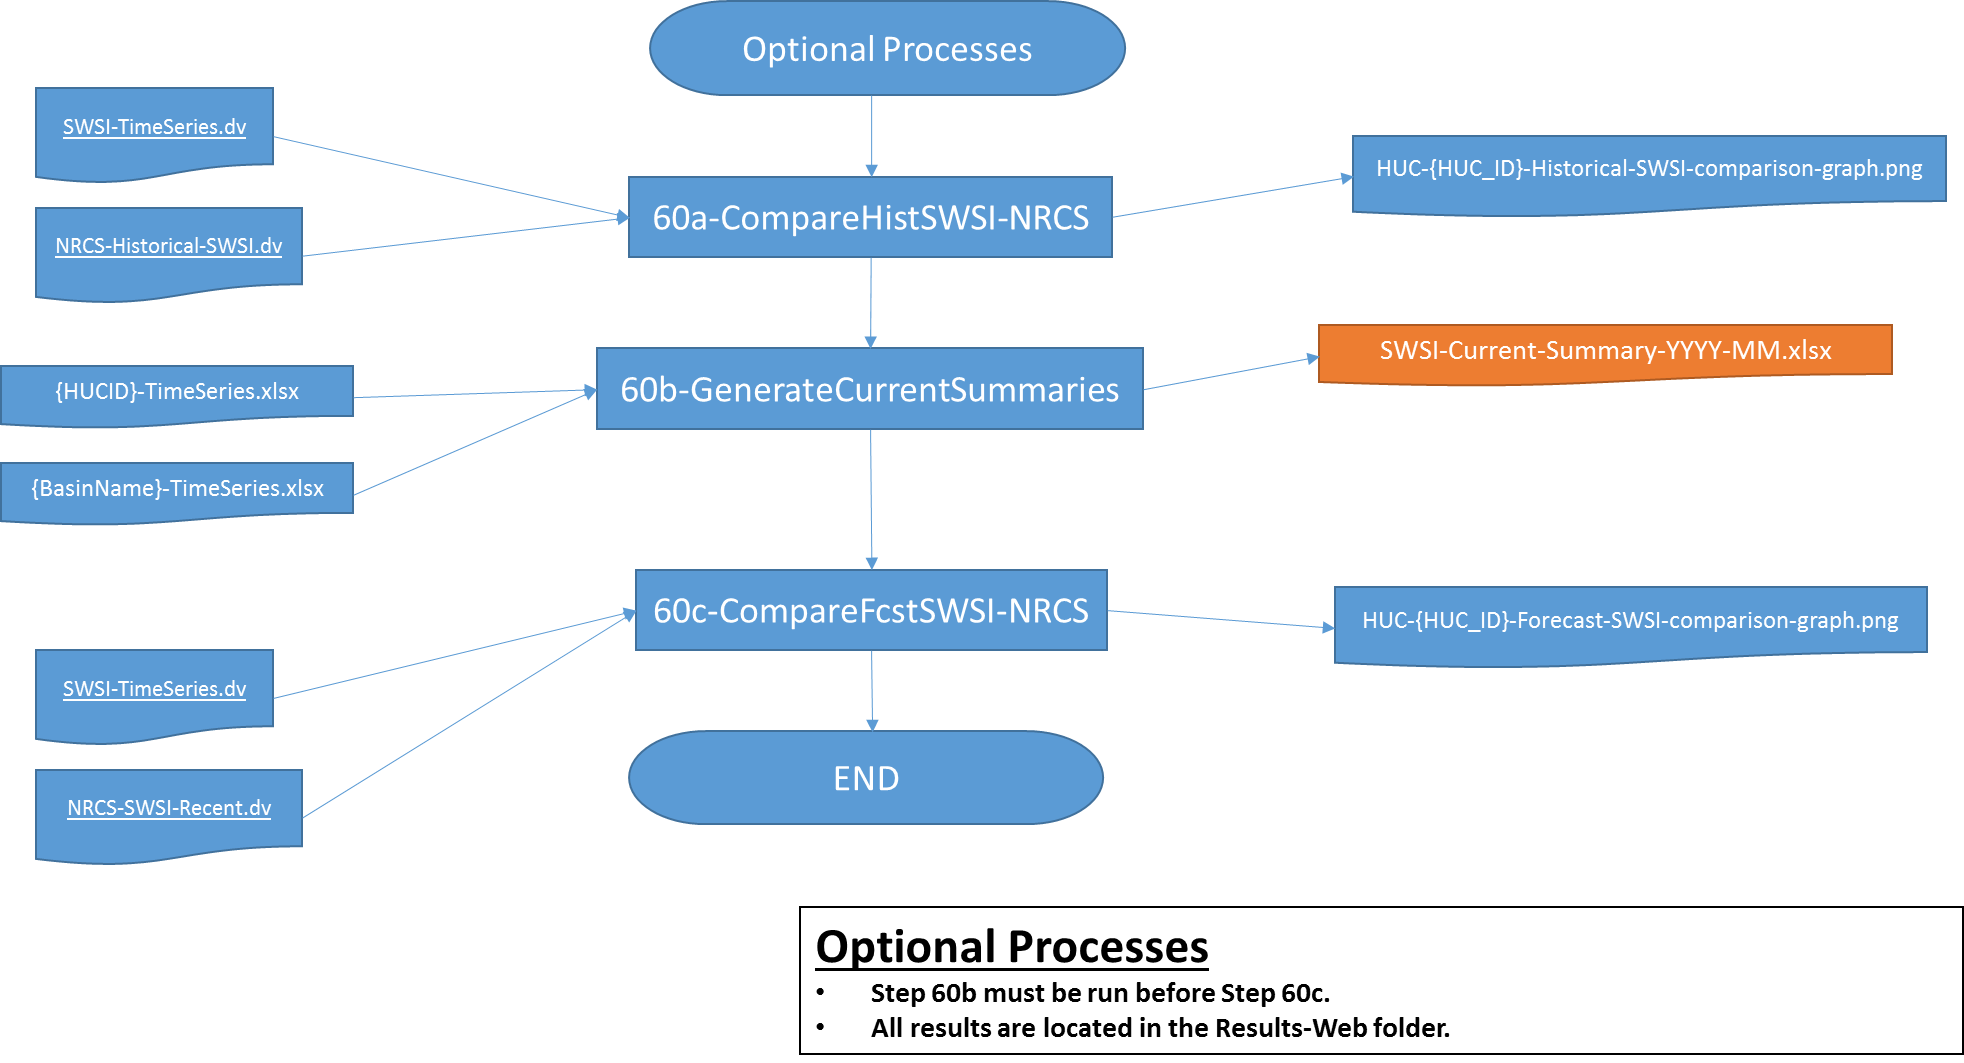 Optional Processes
SWSI-TimeSeries.dv
NRCS-Historical-SWSI.dv
60a-CompareHistSWSI-NRCS
HUC-{HUC_ID}-Historical-SWSI-comparison-graph.png
{HUCID}-TimeSeries.xlsx
{BasinName}-TimeSeries.xlsx
60b-GenerateCurrentSummaries
SWSI-Current-Summary-YYYY-MM.xlsx
SWSI-TimeSeries.dv
NRCS-SWSI-Recent.dv
60c-CompareFcstSWSI-NRCS
HUC-{HUC_ID}-Forecast-SWSI-comparison-graph.png
END
Optional Processes
• Step 60b must be run before Step 60c.
• All results are located in the Results-Web folder.